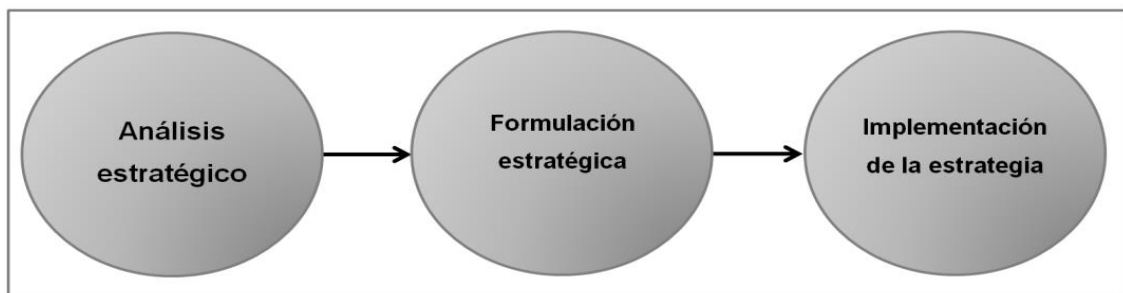 Análisis
estratégico
Formulación
estratégica
Implementación
de la estrategia